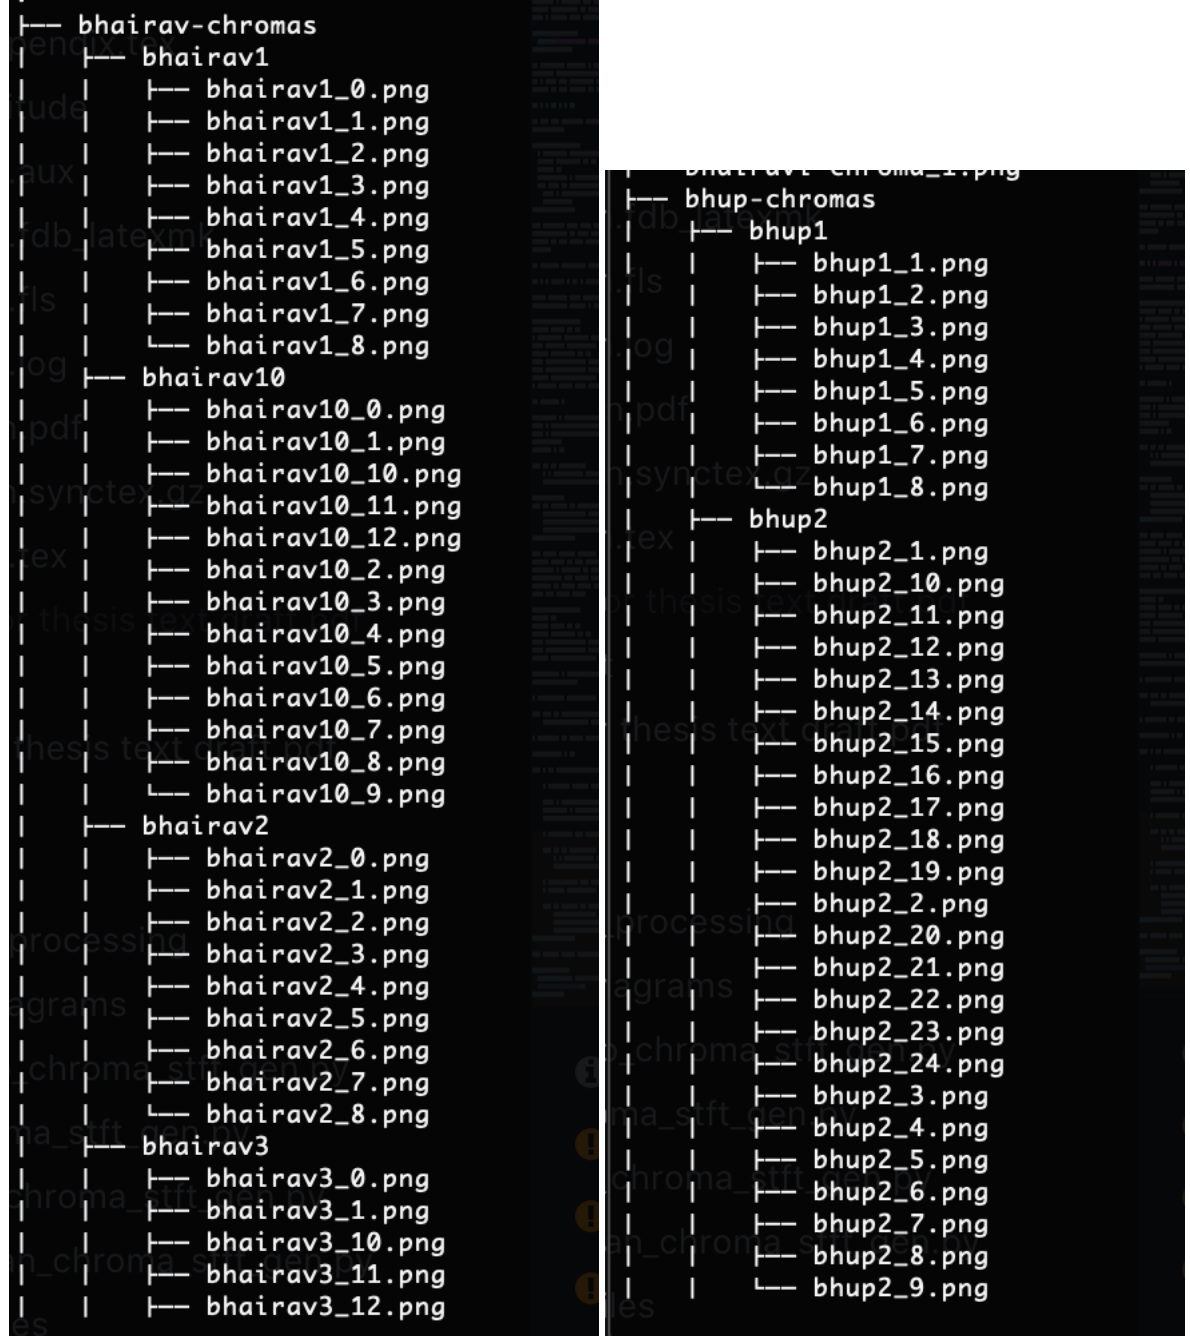 ├── bhairav-chromas
│   ├── bhairav1
│   │   ├── bhairav1_0.png
│   │   ├── bhairav1_1.png
│   │   ├── bhairav1_2.png
│   │   ├── bhairav1_3.png
│   │   ├── bhairav1_4.png
│   │   ├── bhairav1_5.png
│   │   ├── bhairav1_6.png
│   │   ├── bhairav1_7.png
│   │   └── bhairav1_8.png
│   ├── bhairav10
│   │   ├── bhairav10_0.png
│   │   ├── bhairav10_1.png
│   │   ├── bhairav10_10.png
│   │   ├── bhairav10_11.png
│   │   ├── bhairav10_12.png
│   │   ├── bhairav10_2.png
│   │   ├── bhairav10_3.png
│   │   ├── bhairav10_4.png
│   │   ├── bhairav10_5.png
│   │   ├── bhairav10_6.png
│   │   ├── bhairav10_7.png
│   │   ├── bhairav10_8.png
│   │   └── bhairav10_9.png
│   ├── bhairav2
│   │   ├── bhairav2_0.png
│   │   ├── bhairav2_1.png
│   │   ├── bhairav2_2.png
│   │   ├── bhairav2_3.png
│   │   ├── bhairav2_4.png
│   │   ├── bhairav2_5.png
│   │   ├── bhairav2_6.png
│   │   ├── bhairav2_7.png
│   │   └── bhairav2_8.png
│   ├── bhairav3
│   │   ├── bhairav3_0.png
│   │   ├── bhairav3_1.png
│   │   ├── bhairav3_10.png
│   │   ├── bhairav3_11.png
│   │   ├── bhairav3_12.png
├── bhup-chromas
│   ├── bhup1
│   │   ├── bhup1_1.png
│   │   ├── bhup1_2.png
│   │   ├── bhup1_3.png
│   │   ├── bhup1_4.png
│   │   ├── bhup1_5.png
│   │   ├── bhup1_6.png
│   │   ├── bhup1_7.png
│   │   └── bhup1_8.png
│   ├── bhup2
│   │   ├── bhup2_1.png
│   │   ├── bhup2_10.png
│   │   ├── bhup2_11.png
│   │   ├── bhup2_12.png
│   │   ├── bhup2_13.png
│   │   ├── bhup2_14.png
│   │   ├── bhup2_15.png
│   │   ├── bhup2_16.png
│   │   ├── bhup2_17.png
│   │   ├── bhup2_18.png
│   │   ├── bhup2_19.png
│   │   ├── bhup2_2.png
│   │   ├── bhup2_20.png
│   │   ├── bhup2_21.png
│   │   ├── bhup2_22.png
│   │   ├── bhup2_23.png
│   │   ├── bhup2_24.png
│   │   ├── bhup2_3.png
│   │   ├── bhup2_4.png
│   │   ├── bhup2_5.png
│   │   ├── bhup2_6.png
│   │   ├── bhup2_7.png
│   │   ├── bhup2_8.png
│   │   └── bhup2_9.png